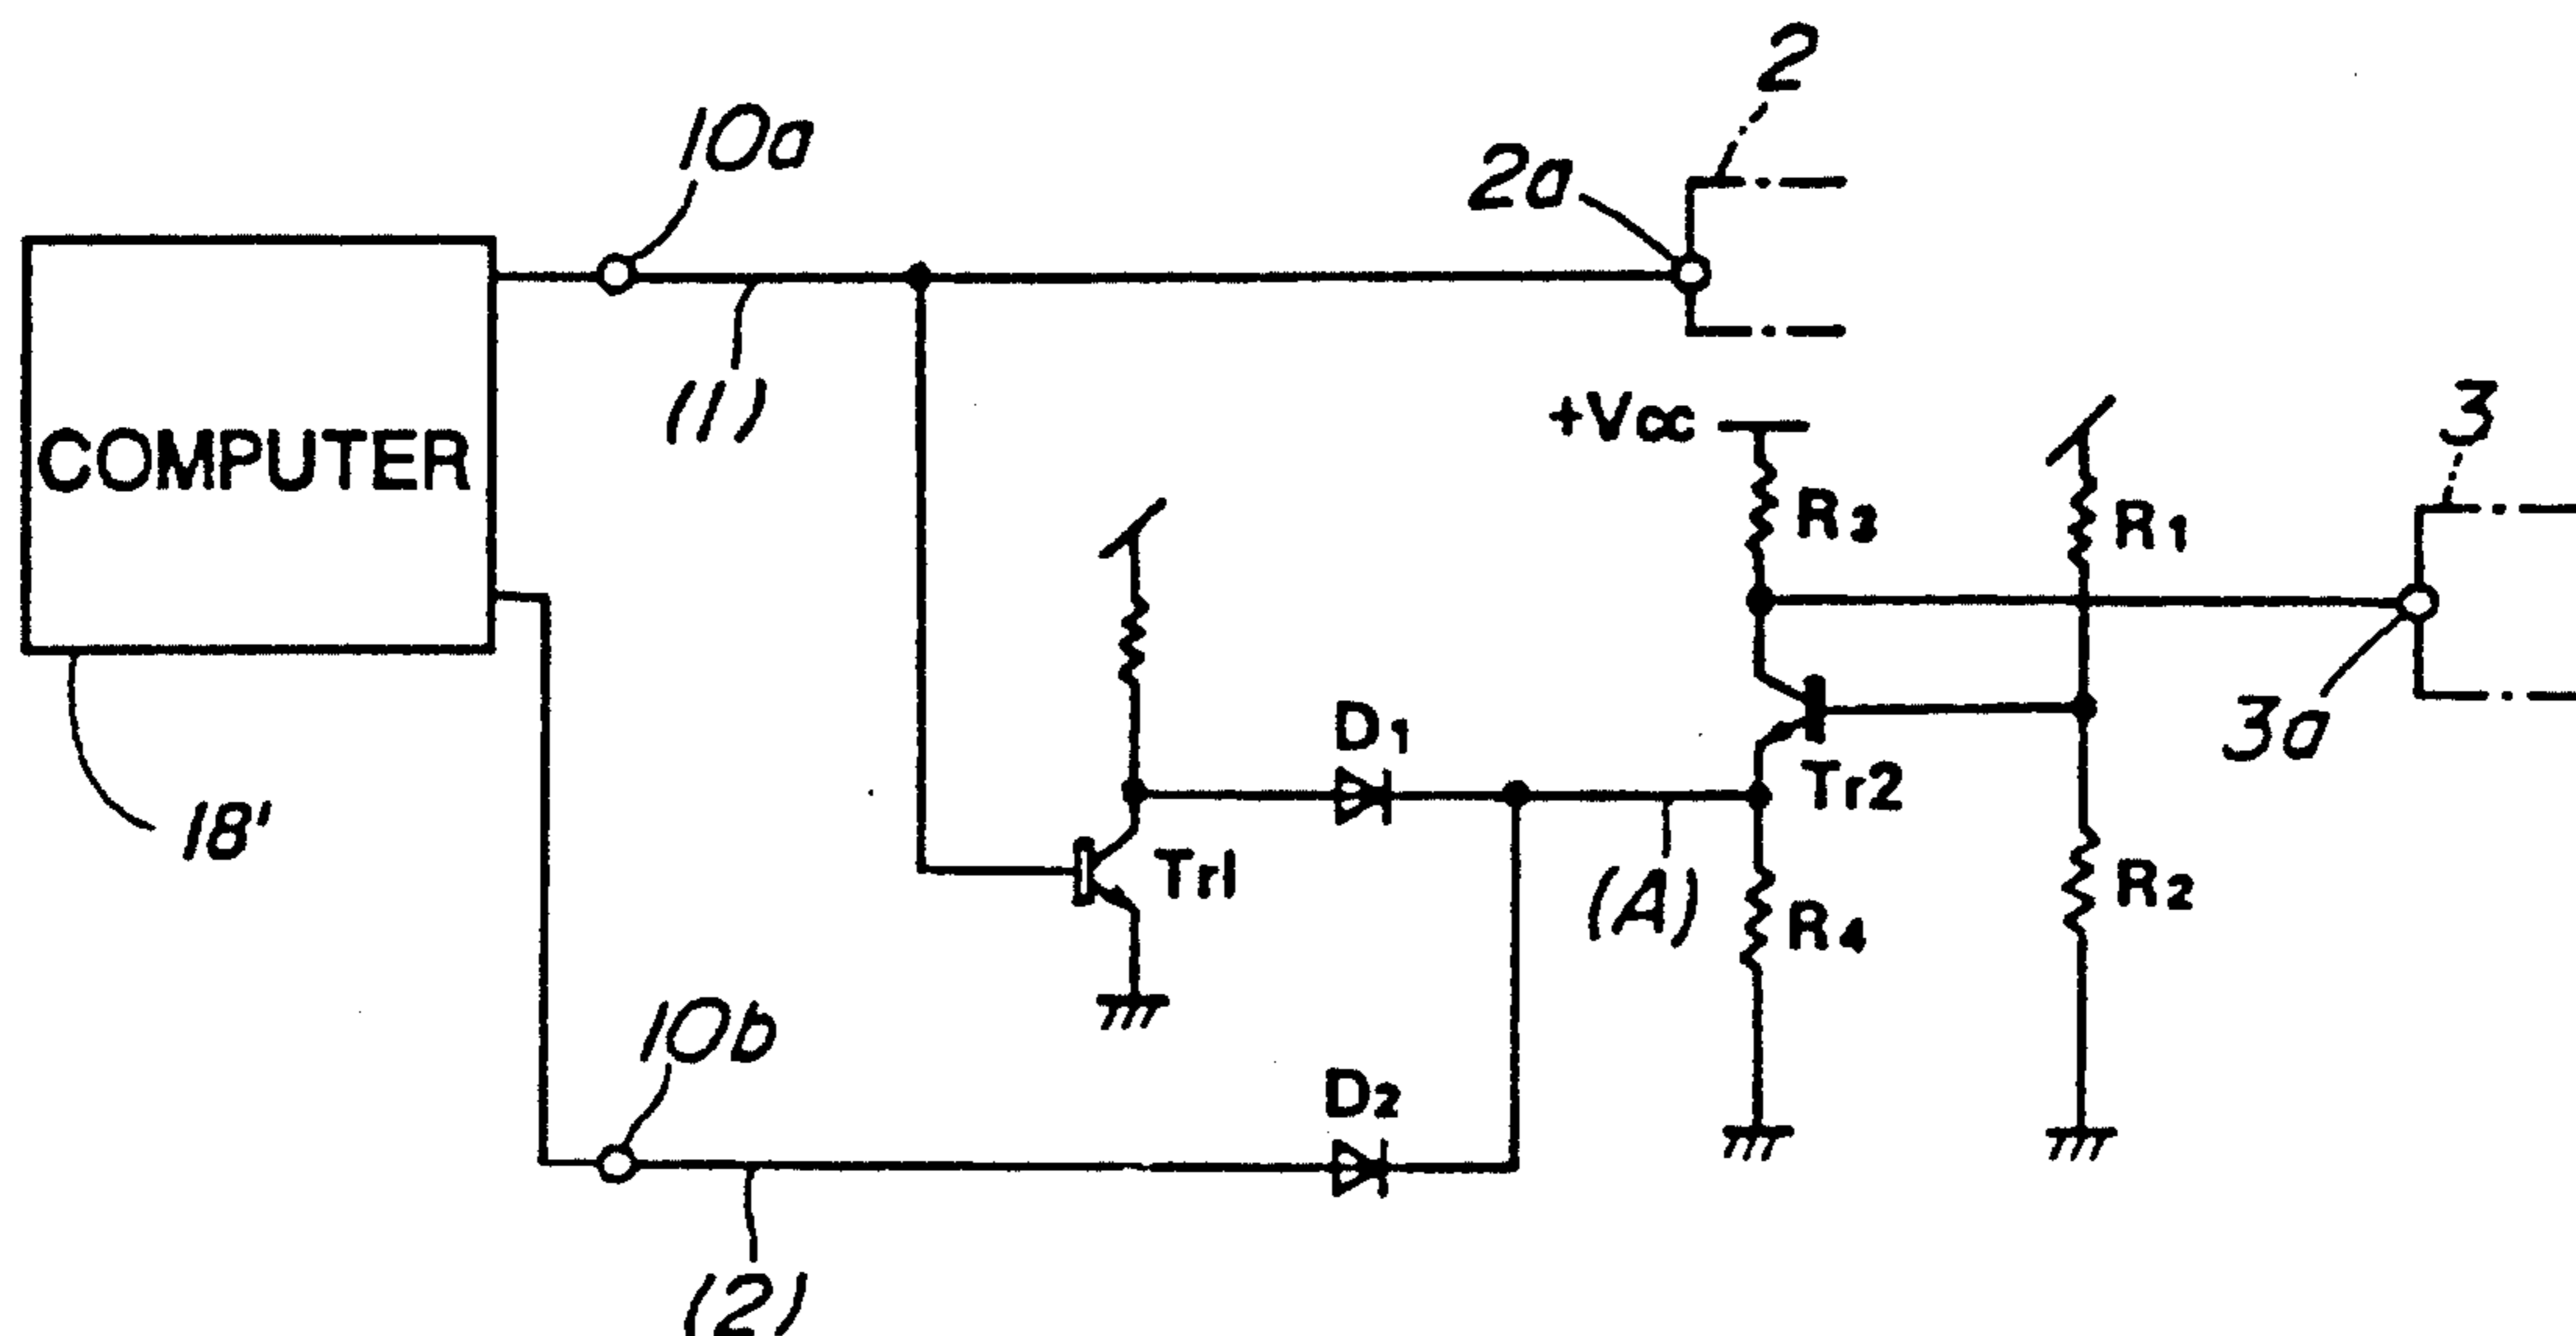 2
10a
2a
(1)
+Vcc
3
COMPUTER
R3
R1
D1
3a
Tr2
18'
Tr1
(A)
R4
R2
10b
D2
(2)